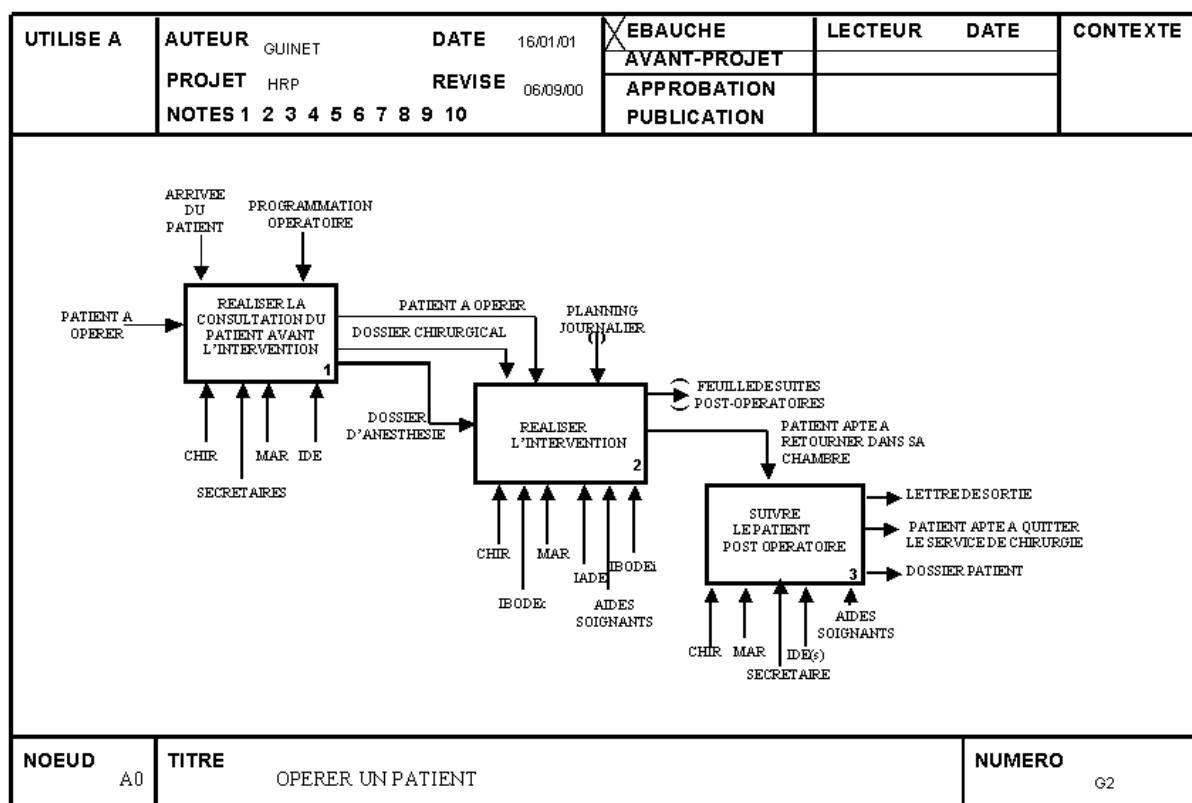 UTILISE A
AUTEUR GUINET DATE 16/01/01
PROJET HRP REVISE 06/09/00
NOTES 1 2 3 4 5 6 7 8 9 10
EBAUCHE
AVANT-PROJET
APPROBATION
PUBLICATION
LECTEUR DATE
CONTEXTE
ARRIVEE
DU
PATIENT
PROGRAMMATION
OPERATOIRE
PATIENT A
OPERER
REALISER LA
CONSULTATION DU
PATIENT AVANT
L'INTERVENTION
1
CHIR
SECRETAIRES
MAR
IDE
PATIENT A OPERER
DOSSIER CHIRURGICAL
DOSSIER
D'ANESTHESIE
PLANNING
JOURNALIER
REALISER
L'INTERVENTION
2
FEUILLE DE SUITES
POST-OPERATOIRES
PATIENT APTE A
RETOURNER DANS SA
CHAMBRE
CHIR
IBODEc
MAR
IADE
AIDES
SOIGNANTS
IBODEi
SUIVRE
LE PATIENT
POST OPERATOIRE
3
LETTRE DE SORTIE
PATIENT APTE A QUITTER
LE SERVICE DE CHIRURGIE
DOSSIER PATIENT
CHIR
MAR
SECRETAIRE
IDE(s)
AIDES
SOIGNANTS
NOEUD
A0
TITRE
OPERER UN PATIENT
NUMERO
G2